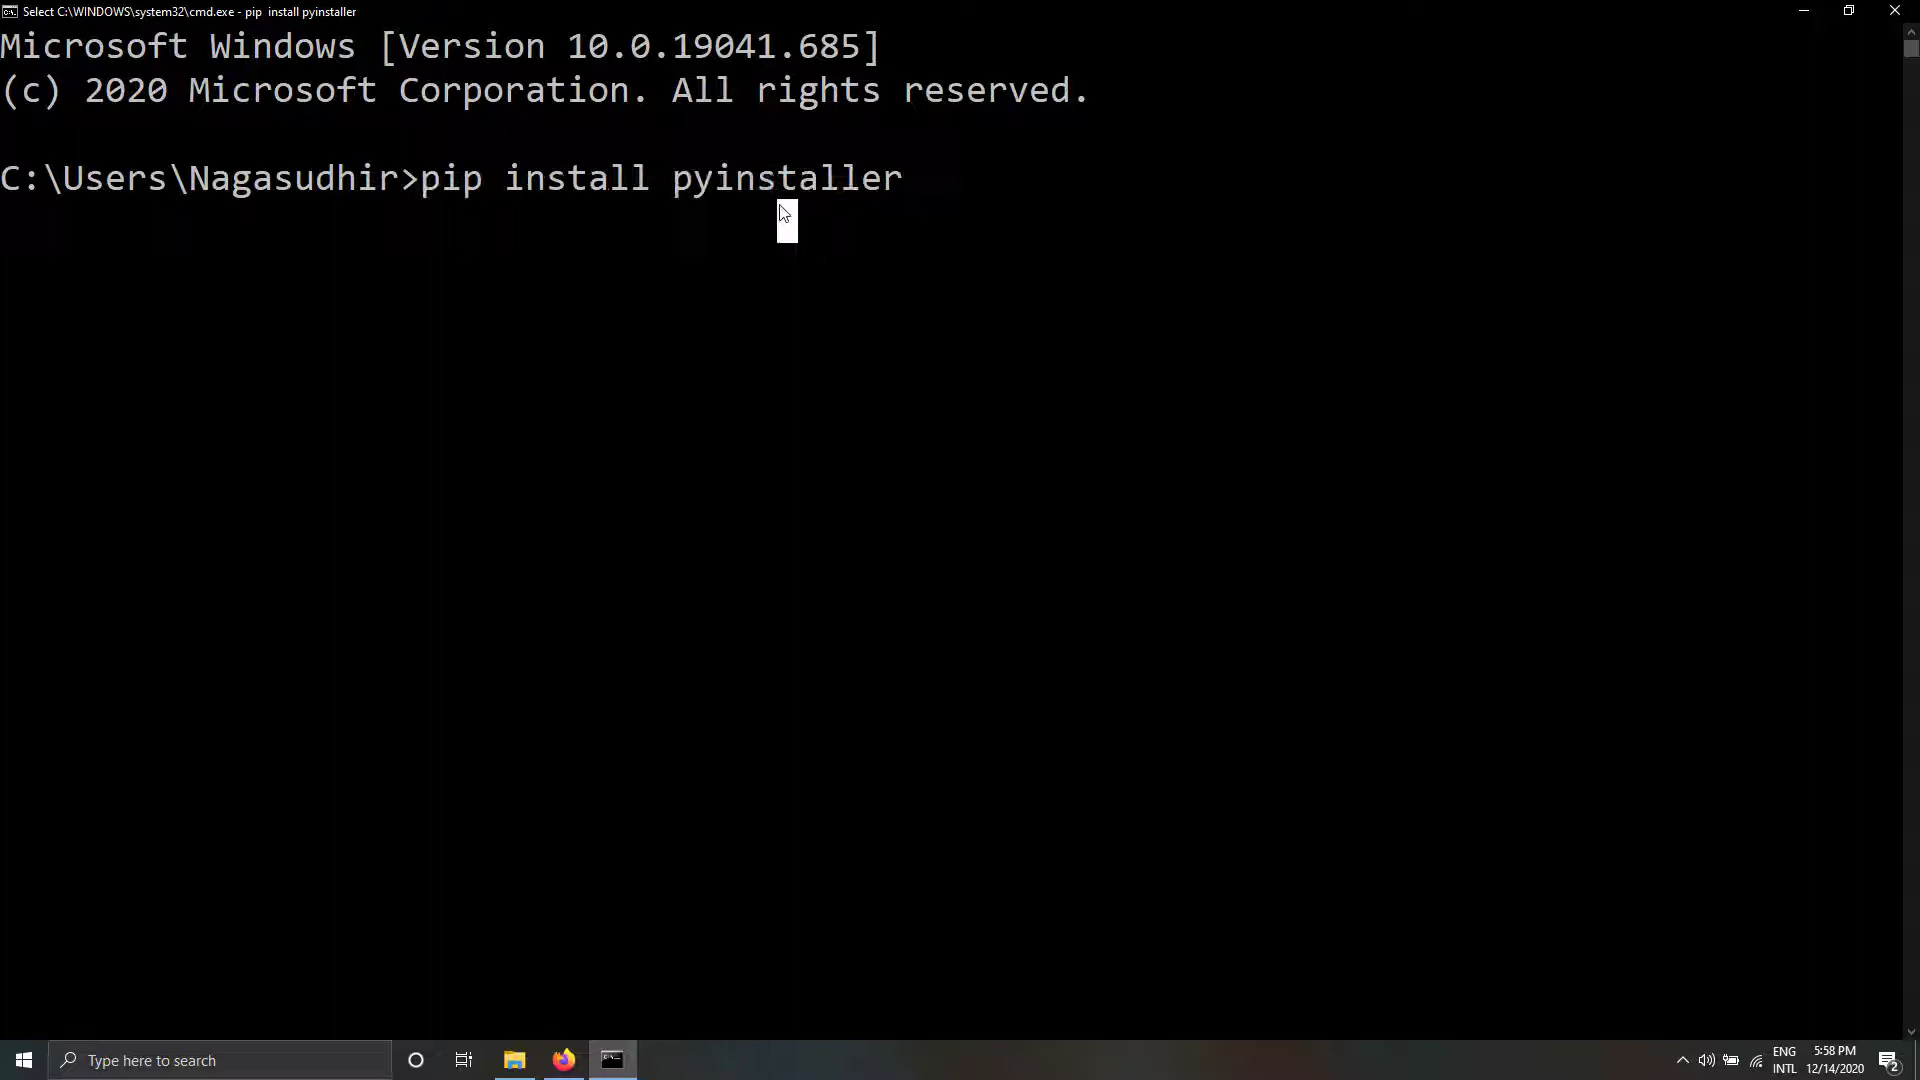 Select C:\WINDOWS\system32\cmd.exe - pip  install pyinstaller
Microsoft Windows [Version 10.0.19041.685]
(c) 2020 Microsoft Corporation. All rights reserved.
C:\Users\Nagasudhir>pip install pyinstaller
Type here to search
ENG
INTL
5:58 PM
12/14/2020
2